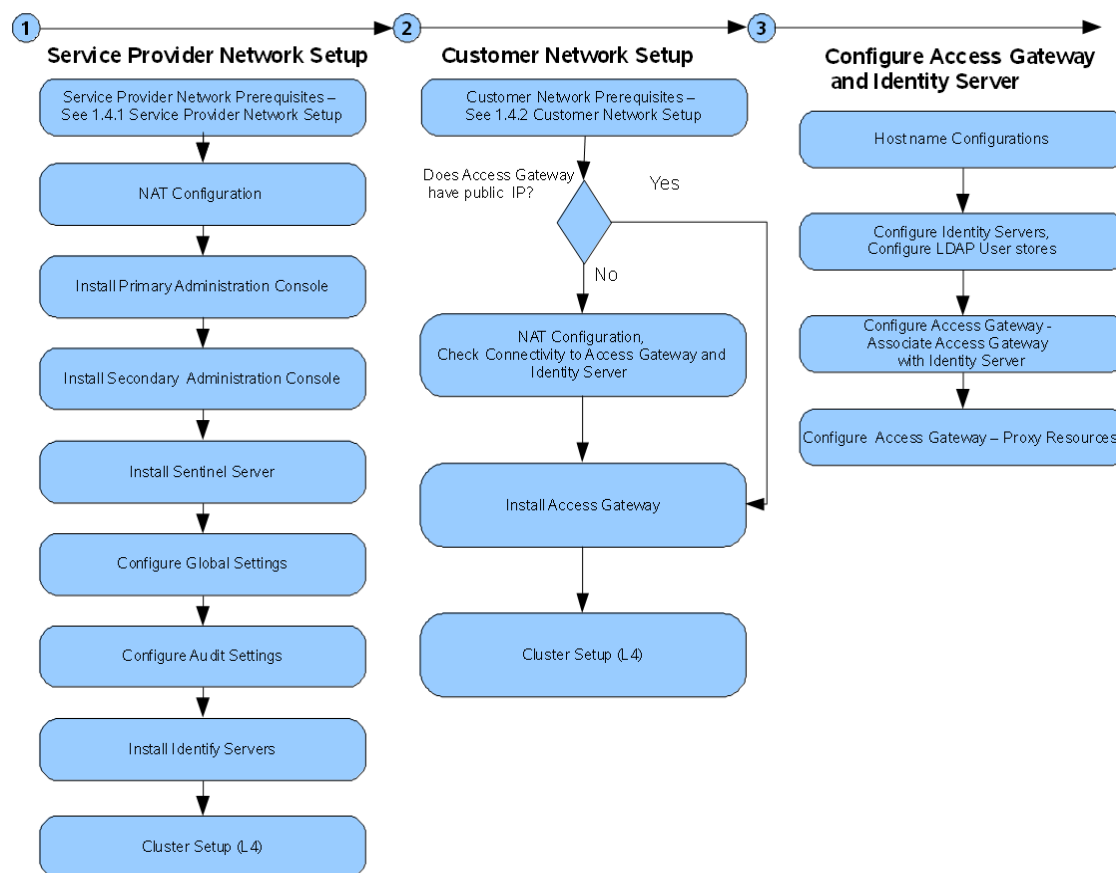 1
2
3
Service Provider Network Setup
Service Provider Network Prerequisites –
See 1.4.1 Service Provider Network Setup
NAT Configuration
Install Primary Administration Console
Install Secondary Administration Console
Install Sentinel Server
Configure Global Settings
Configure Audit Settings
Install Identify Servers
Cluster Setup (L4)
Customer Network Setup
Customer Network Prerequisites –
See 1.4.2 Customer Network Setup
Does Access Gateway
have public IP?
Yes
No
NAT Configuration,
Check Connectivity to Access Gateway and
Identity Server
Install Access Gateway
Cluster Setup (L4)
Configure Access Gateway
and Identity Server
Hostname Configurations
Configure Identity Servers,
Configure LDAP User stores
Configure Access Gateway -
Associate Access Gateway
with Identity Server
Configure Access Gateway – Proxy Resources